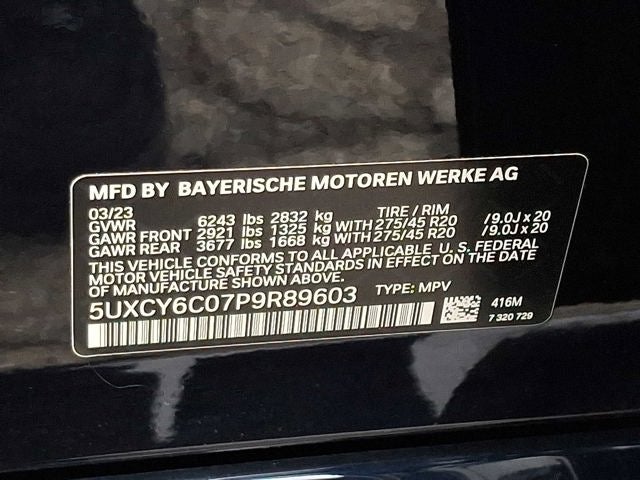 MFD BY BAYERISCHE MOTOREN WERKE AG
03/23 TIRE / RIM
GVWR 6243 lbs 2832 kg
GAWR FRONT 2921 lbs 1325 kg WITH 275/45 R20 /9.0J x 20
GAWR REAR 3677 lbs 1668 kg WITH 275/45 R20 /9.0J x 20
THIS VEHICLE CONFORMS TO ALL APPLICABLE U.S. FEDERAL
MOTOR VEHICLE SAFETY STANDARDS IN EFFECT ON THE
DATE OF MANUFACTURE SHOWN ABOVE.
5UXCY6C07P9R89603 TYPE: MPV
416M
7 320 729